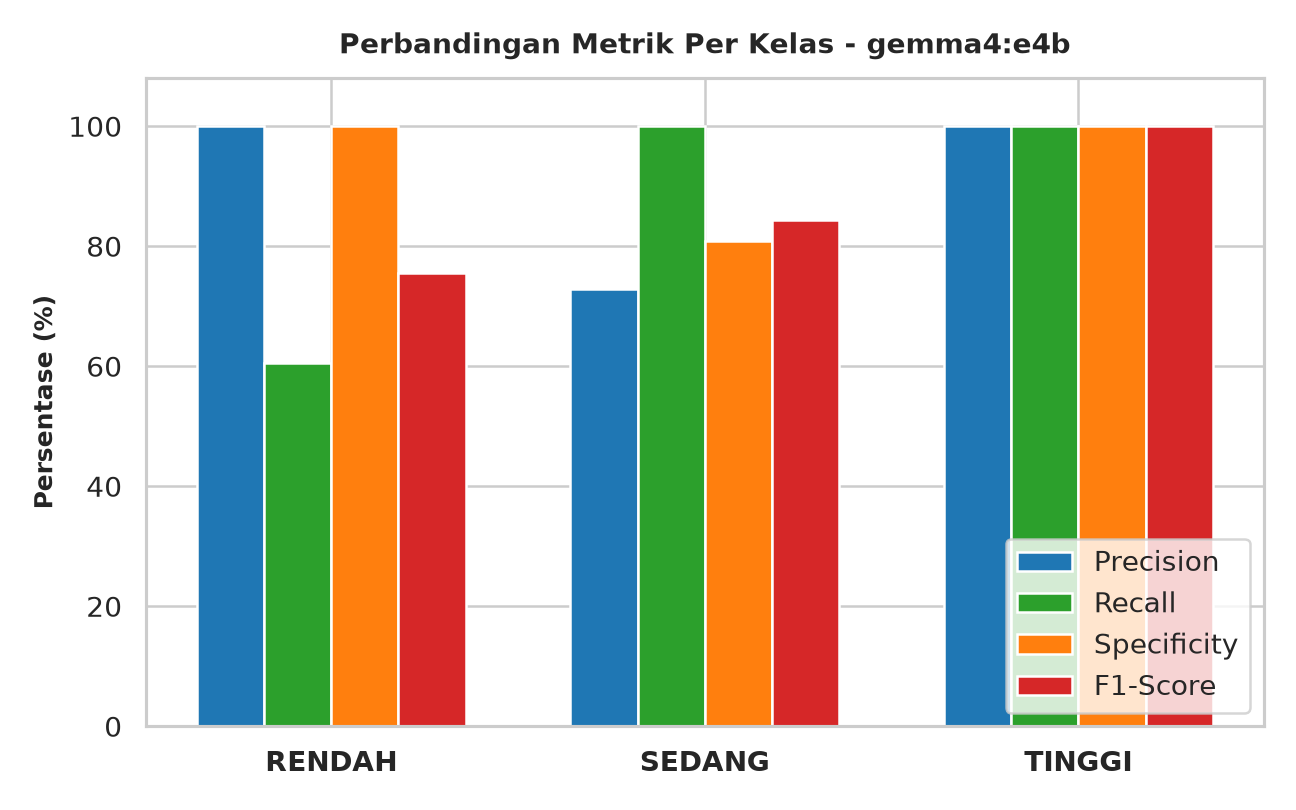 Perbandingan Metrik Per Kelas - gemma4:e4b
Persentase (%)
100
80
60
40
20
0
RENDAH
SEDANG
TINGGI
Precision
Recall
Specificity
F1-Score